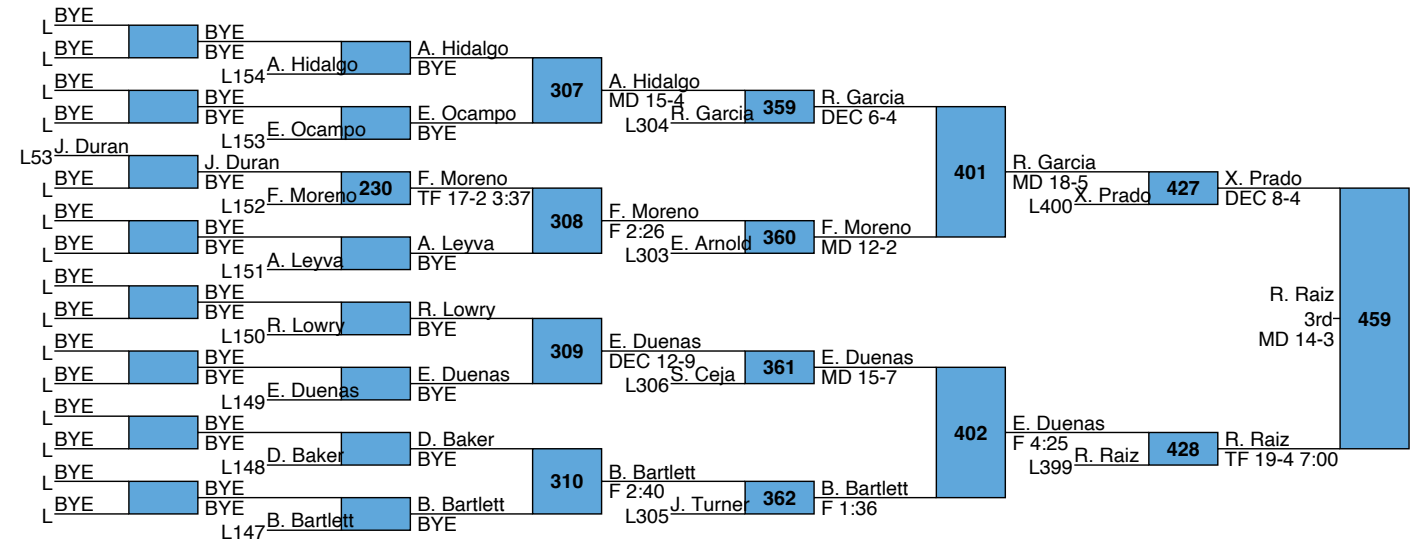 BYE
L
BYE
L
BYE
BYE
L154 A. Hidalgo
A. Hidalgo
BYE
BYE
L
BYE
L
BYE
BYE
L153 E. Ocampo
E. Ocampo
BYE
307
A. Hidalgo
MD 15-4
L304 R. Garcia
359
R. Garcia
DEC 6-4
L53 J. Duran
BYE
L
J. Duran
BYE
L152 F. Moreno
230
F. Moreno
TF 17-2 3:37
BYE
L
BYE
L
BYE
BYE
L151 A. Leyva
A. Leyva
BYE
308
F. Moreno
F 2:26
L303 E. Arnold
360
F. Moreno
MD 12-2
401
R. Garcia
MD 18-5
L400 X. Prado
427
X. Prado
DEC 8-4
BYE
L
BYE
L
BYE
BYE
L150 R. Lowry
R. Lowry
BYE
BYE
L
BYE
L
BYE
BYE
L149 E. Duenas
E. Duenas
BYE
309
E. Duenas
DEC 12-9
L306 S. Ceja
361
E. Duenas
MD 15-7
BYE
L
BYE
L
BYE
BYE
L148 D. Baker
D. Baker
BYE
BYE
L
BYE
L
BYE
BYE
L147 B. Bartlett
B. Bartlett
BYE
310
B. Bartlett
F 2:40
L305 J. Turner
362
B. Bartlett
F 1:36
402
E. Duenas
F 4:25
L399 R. Raiz
428
R. Raiz
TF 19-4 7:00
R. Raiz
3rd
MD 14-3
459